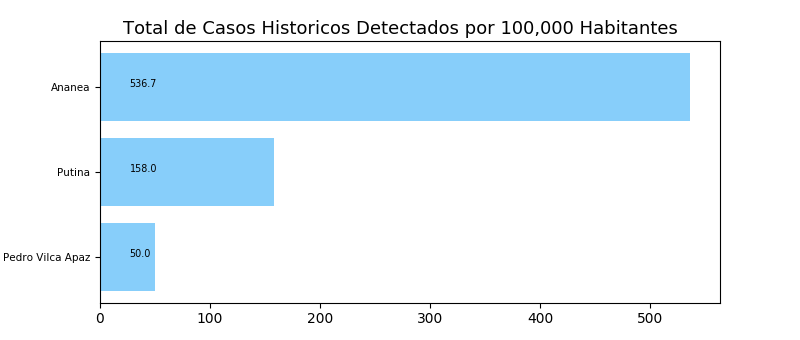 Total de Casos Historicos Detectados por 100,000 Habitantes
Ananea
536.7
Putina
158.0
Pedro Vilca Apaz
50.0
0 100 200 300 400 500